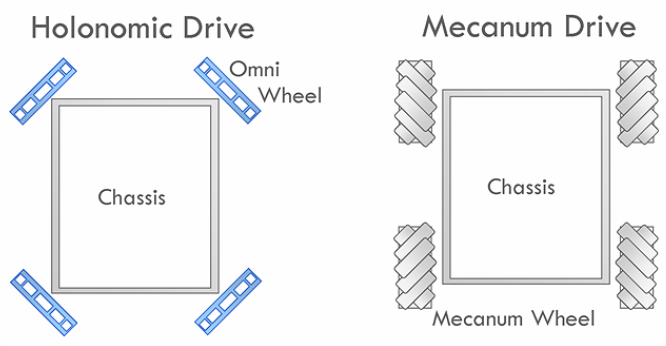 Holonomic Drive
Omni
Wheel
Chassis
Mecanum Drive
Chassis
Mecanum Wheel